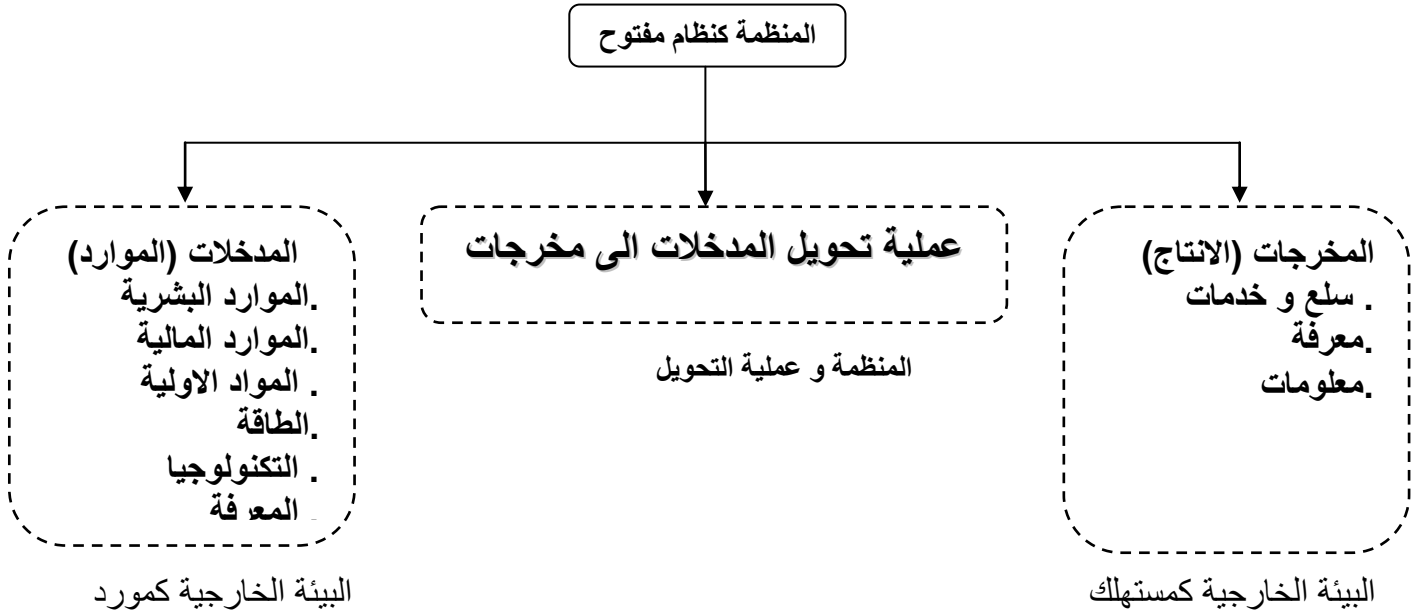 المنظمة كنظام مفتوح
المخرجات (الانتاج)
. سلع و خدمات
.معرفة
.معلومات
عملية تحويل المدخلات الى مخرجات
المنظمة و عملية التحويل
المدخلات (الموارد)
.الموارد البشرية
.الموارد المالية
. المواد الاولية
.الطاقة
. التكنولوجيا
. المعرفة
البيئة الخارجية كمستهلك
البيئة الخارجية كمورد